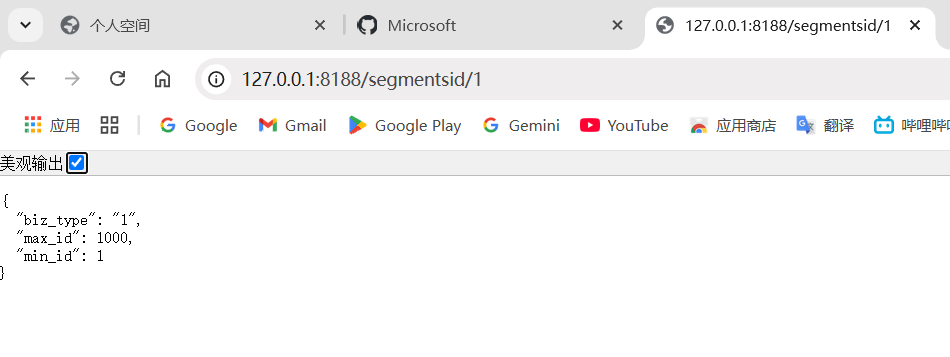 个人空间
Microsoft
127.0.0.1:8188/segmentsid/1
127.0.0.1:8188/segmentsid/1
应用 Google Gmail Google Play Gemini YouTube 应用商店 翻译 哔哩哔
美观输出
{
"biz_type": "1",
"max_id": 1000,
"min_id": 1
}